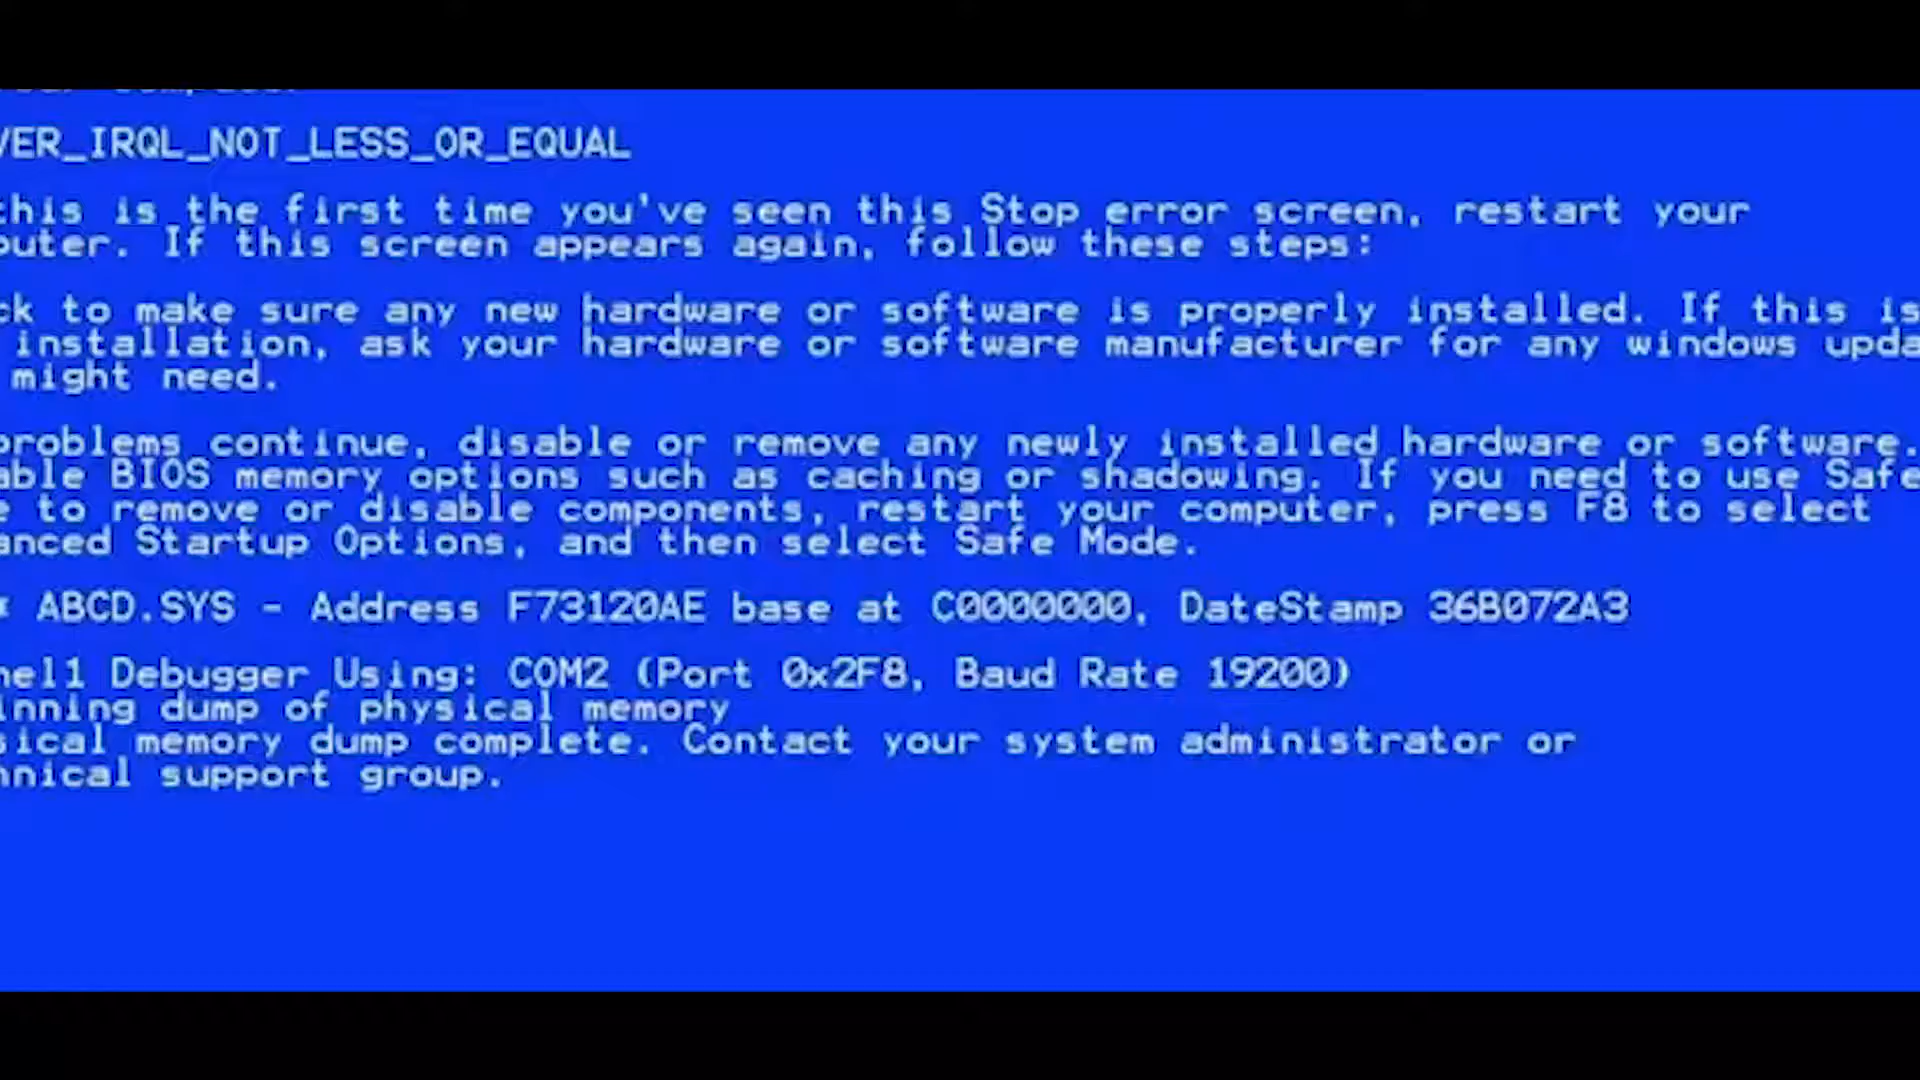 VER_IRQL_NOT_LESS_OR_EQUAL
this is the first time you've seen this Stop error screen, restart your
puter. If this screen appears again, follow these steps:
ck to make sure any new hardware or software is properly installed. If this is
installation, ask your hardware or software manufacturer for any windows upda
might need.
problems continue, disable or remove any newly installed hardware or software.
able BIOS memory options such as caching or shadowing. If you need to use Safe
e to remove or disable components, restart your computer, press F8 to select
anced Startup Options, and then select Safe Mode.
* ABCD.SYS - Address F73120AE base at C0000000, DateStamp 36B072A3
nel1 Debugger Using: COM2 (Port 0x2F8, Baud Rate 19200)
inning dump of physical memory
sical memory dump complete. Contact your system administrator or
hnical support group.